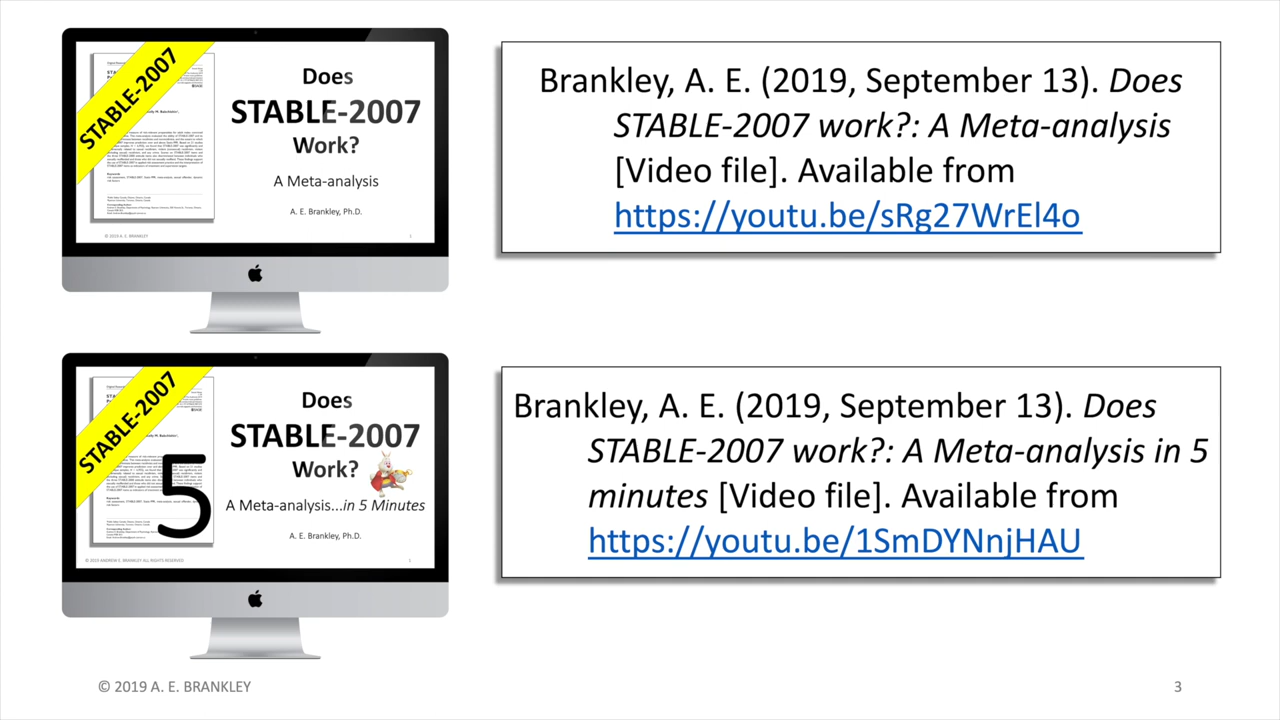 STABLE-2007
Does
STABLE-2007
Work?
A Meta-analysis
A. E. Brankley, Ph.D.
© 2019 A. E. BRANKLEY
Brankley, A. E. (2019, September 13). Does
STABLE-2007 work?: A Meta-analysis
[Video file]. Available from
https://youtu.be/sRg27WrEl4o
STABLE-2007
5
Does
STABLE-2007
Work?
A Meta-analysis...in 5 Minutes
A. E. Brankley, Ph.D.
Brankley, A. E. (2019, September 13). Does
STABLE-2007 work?: A Meta-analysis in 5
minutes [Video file]. Available from
https://youtu.be/1SmDYNnjHAU
© 2019 A. E. BRANKLEY
3